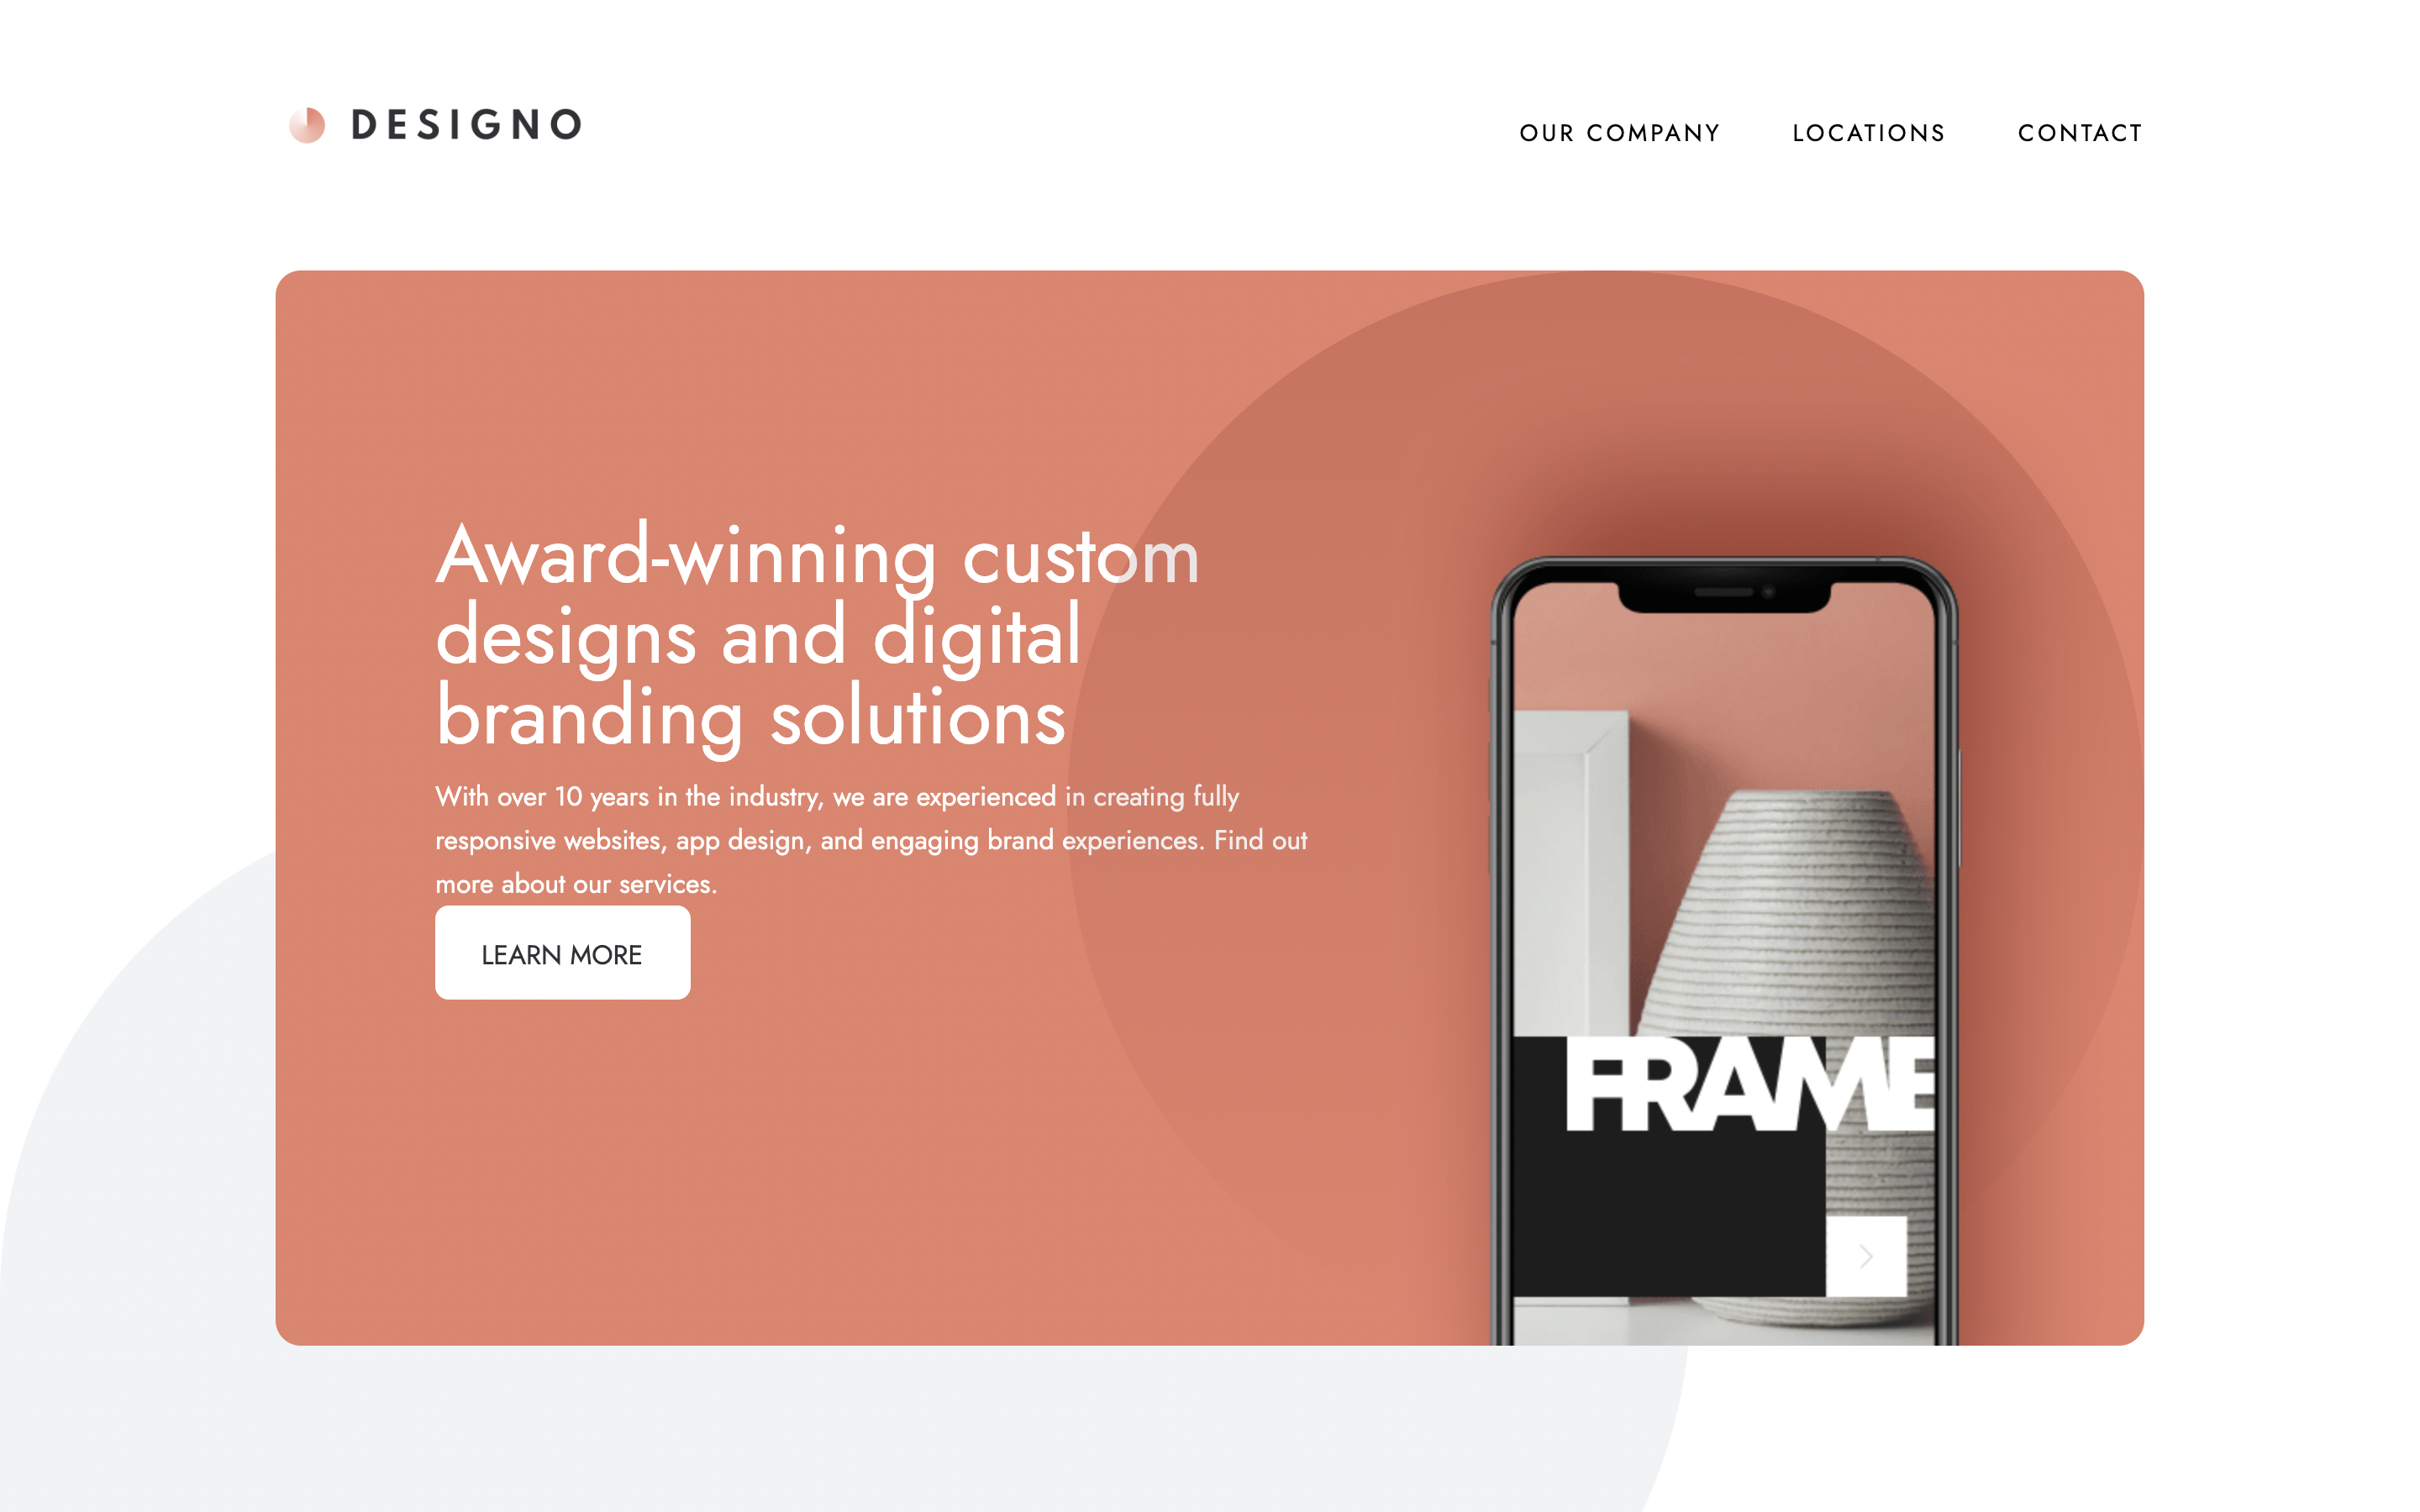 DESIGNO
OUR COMPANY LOCATIONS CONTACT
Award-winning custom
designs and digital
branding solutions
With over 10 years in the industry, we are experienced in creating fully
responsive websites, app design, and engaging brand experiences. Find out
more about our services.
LEARN MORE
FRAME